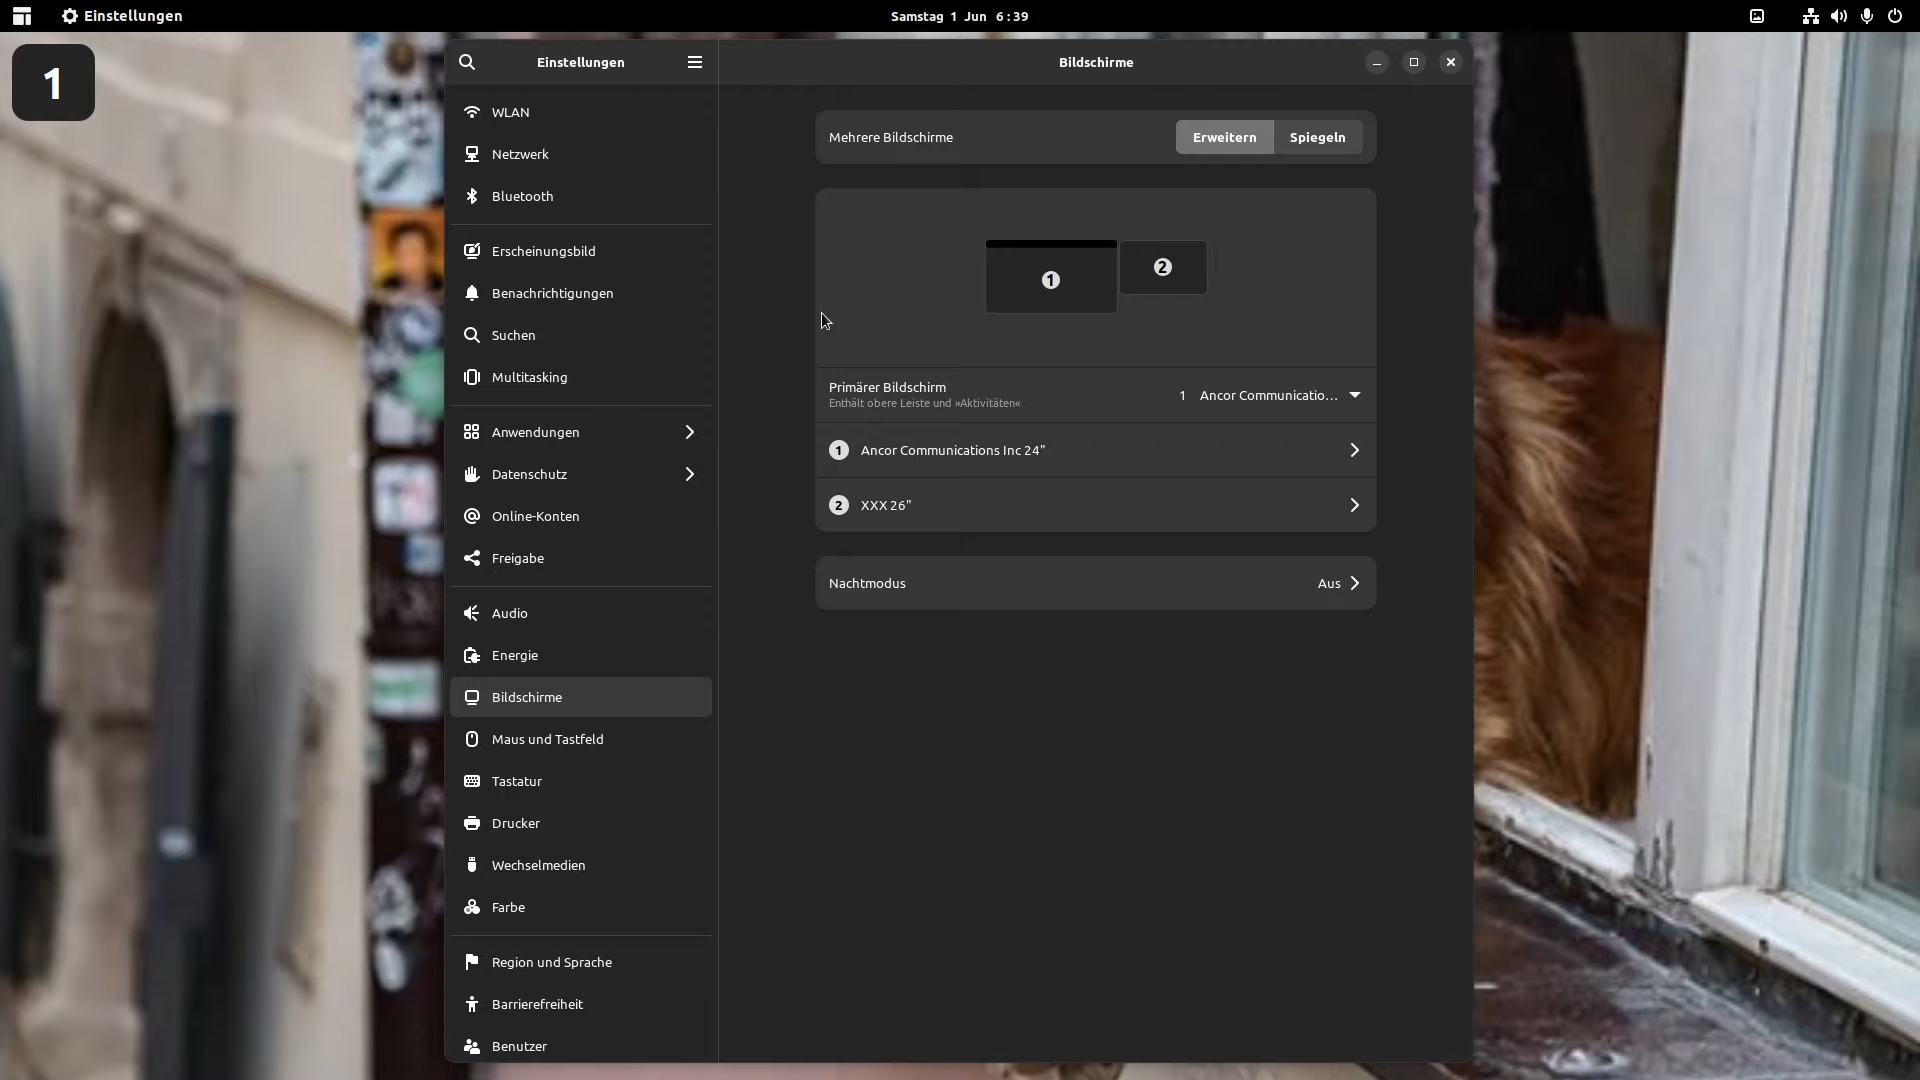 Einstellungen
Samstag 1 Jun 6:39
1
Einstellungen
Bildschirme
WLAN
Netzwerk
Bluetooth
Erscheinungsbild
Benachrichtigungen
Suchen
Multitasking
Anwendungen
Datenschutz
Online-Konten
Freigabe
Audio
Energie
Bildschirme
Maus und Tastfeld
Tastatur
Drucker
Wechselmedien
Farbe
Region und Sprache
Barrierefreiheit
Benutzer
Mehrere Bildschirme
Erweitern
Spiegeln
1
2
Primärer Bildschirm
Enthält obere Leiste und »Aktivitäten«
1 Ancor Communicatio…
1 Ancor Communications Inc 24"
2 XXX 26"
Nachtmodus
Aus